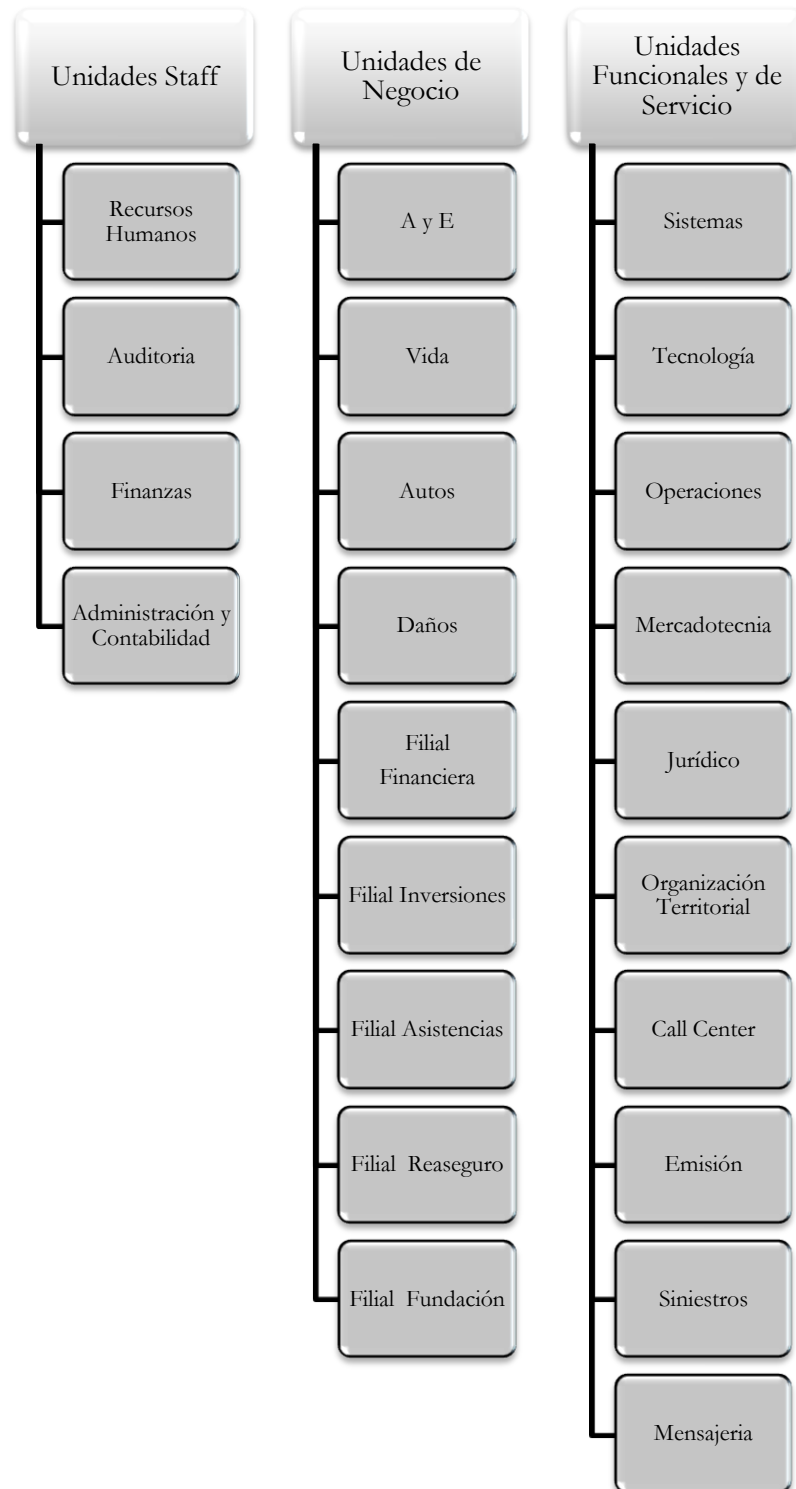 Unidades Staff
Recursos
Humanos
Auditoria
Finanzas
Administración y
Contabilidad
Unidades de
Negocio
A y E
Vida
Autos
Daños
Filial
Financiera
Filial Inversiones
Filial Asistencias
Filial Reaseguro
Filial Fundación
Unidades
Funcionales y de
Servicio
Sistemas
Tecnología
Operaciones
Mercadotecnia
Jurídico
Organización
Territorial
Call Center
Emisión
Siniestros
Mensajeria